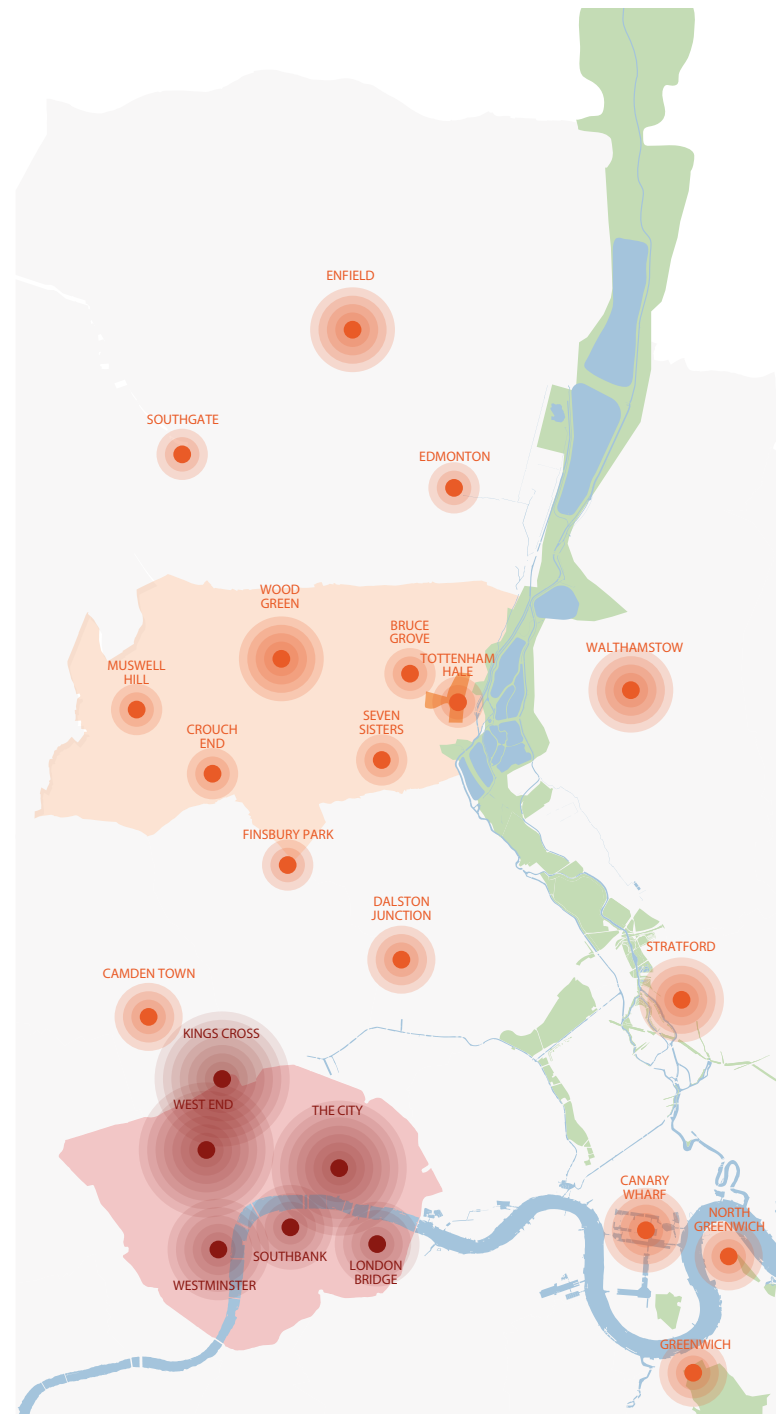 ENFIELD
SOUTHGATE
EDMONTON
WOOD
GREEN
BRUCE
GROVE
TOTTENHAM
HALE
WALTHAMSTOW
MUSWELL
HILL
CROUCH
END
SEVEN
SISTERS
FINSBURY PARK
DALSTON
JUNCTION
STRATFORD
CAMDEN TOWN
KINGS CROSS
WEST END
THE CITY
CANARY
WHARF
NORTH
GREENWICH
SOUTHBANK
LONDON
BRIDGE
WESTMINSTER
GREENWICH